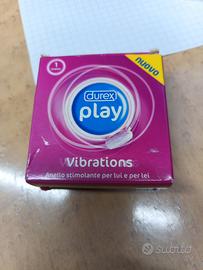 1
nuovo
durex
play
Vibrations
Anello stimolante per lui e per lei
subito